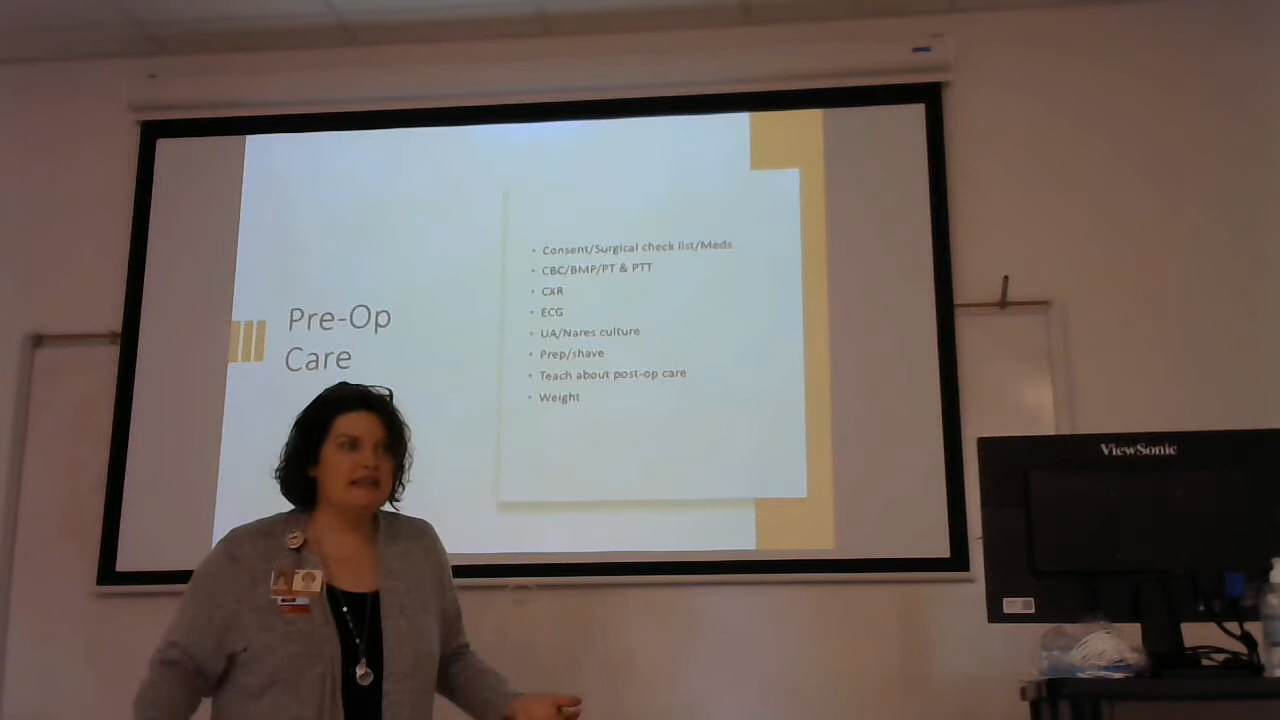 Pre-Op
Care
• Consent/Surgical check list/Meds
• CBC/BMP/PT & PTT
• CXR
• ECG
• UA/Nares culture
• Prep/shave
• Teach about post-op care
• Weight
ViewSonic